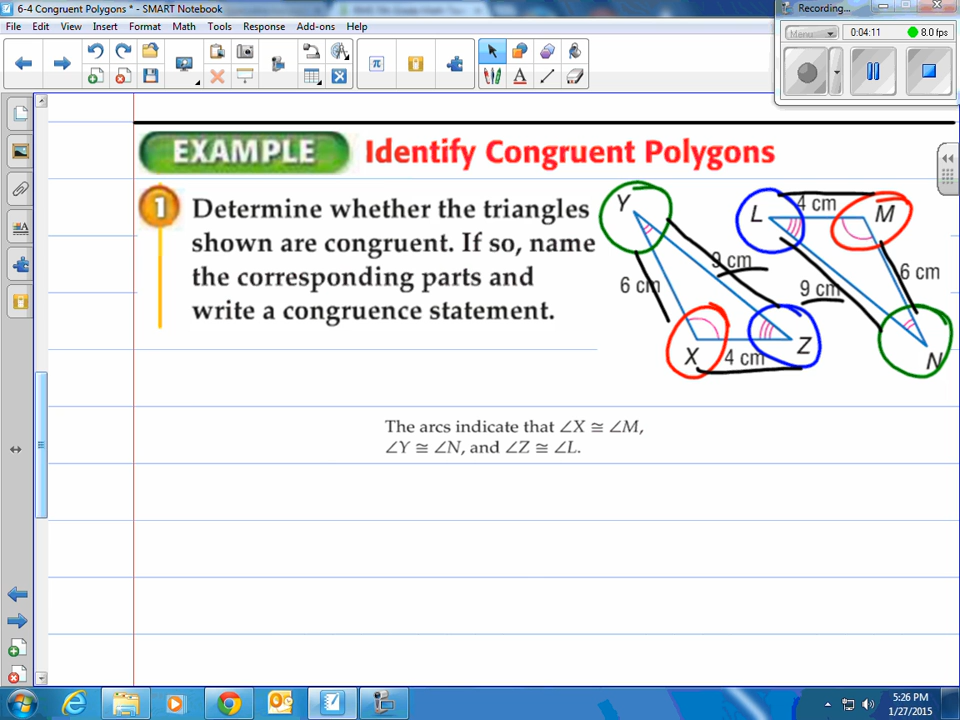 6-4 Congruent Polygons * - SMART Notebook
Recording...
File Edit View Insert Format Math Tools Response Add-ons Help
Menu
0:04:11
8.0 fps
π
A
EXAMPLE Identify Congruent Polygons
1 Determine whether the triangles
shown are congruent. If so, name
the corresponding parts and
write a congruence statement.
Y
L
4 cm
M
9 cm
6 cm
6 cm
9 cm
X
4 cm
Z
N
The arcs indicate that ∠X ≅ ∠M,
∠Y ≅ ∠N, and ∠Z ≅ ∠L.
5:26 PM
1/27/2015